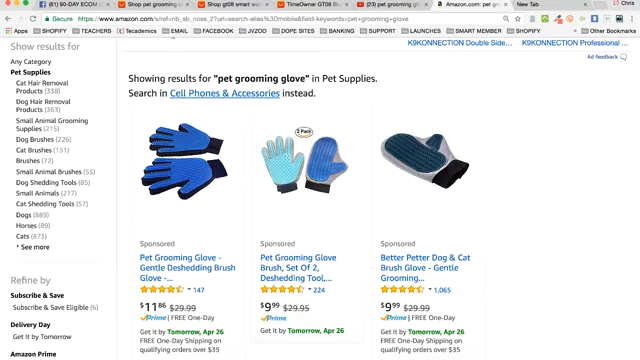 (61) 90-DAY ECOM
Shop pet grooming
Shop gt08 smart wat
TimeOwner GT08 Blu
(23) pet grooming gl
Amazon.com: pet g
New Tab
Chris
Secure
https://www.amazon.com/s/ref=nb_sb_noss_2?url=search-alias%3Dmobile&field-keywords=pet+grooming+glove
Apps
SHOPIFY
TEACHERS
Tecademics
EMAIL
FACEBOOK
JVZOO
DOPE SITES
BANKING
SUPPORT
LAUNCHES
SMART MEMBER
SHOPIFY
Other Bookmarks
K9KONNECTION Double Side...
K9KONNECTION Professional ...
Ad feedback
Show results for
Any Category
Pet Supplies
Cat Hair Removal
Products (338)
Dog Hair Removal
Products (363)
Small Animal Grooming
Supplies (215)
Dog Brushes (226)
Cat Brushes (131)
Brushes (72)
Small Animal Brushes (55)
Dog Shedding Tools (85)
Small Animals (217)
Cat Shedding Tools (57)
Dogs (889)
Horses (89)
Cats (873)
See more
Refine by
Subscribe & Save
Subscribe & Save Eligible (6)
Delivery Day
Get It by Tomorrow
Amazon Prime
Showing results for "pet grooming glove" in Pet Supplies.
Search in Cell Phones & Accessories instead.
2 Pack
Sponsored
Pet Grooming Glove -
Gentle Deshedding Brush
Glove -...
147
$11 86 $29.99
Prime | FREE One-Day
Get it by Tomorrow, Apr 26
FREE One-Day Shipping on
qualifying orders over $35
Sponsored
Pet Grooming Glove
Brush, Set Of 2,
Deshedding Tool,...
224
$9 99 $29.95
Prime
Get it by Tomorrow, Apr 26
Sponsored
Better Petter Dog & Cat
Brush Glove - Gentle
Grooming...
1,065
$9 99 $29.99
Prime | FREE One-Day
Get it by Tomorrow, Apr 26
FREE One-Day Shipping on
qualifying orders over $35